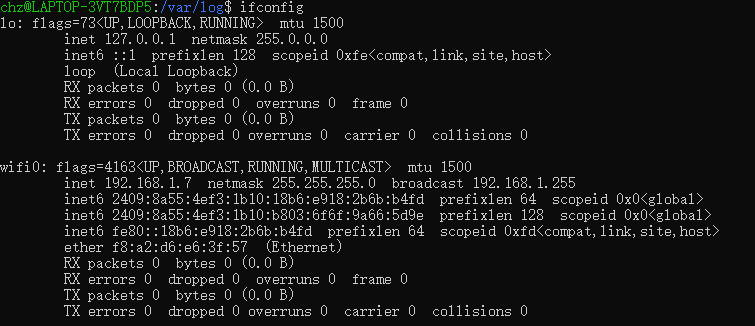 chz@LAPTOP-3VT7BDP5:/var/log$ ifconfig
lo: flags=73<UP,LOOPBACK,RUNNING>  mtu 1500
        inet 127.0.0.1  netmask 255.0.0.0
        inet6 ::1  prefixlen 128  scopeid 0xfe<compat,link,site,host>
        loop  (Local Loopback)
        RX packets 0  bytes 0 (0.0 B)
        RX errors 0  dropped 0  overruns 0  frame 0
        TX packets 0  bytes 0 (0.0 B)
        TX errors 0  dropped 0 overruns 0  carrier 0  collisions 0
wifi0: flags=4163<UP,BROADCAST,RUNNING,MULTICAST>  mtu 1500
        inet 192.168.1.7  netmask 255.255.255.0  broadcast 192.168.1.255
        inet6 2409:8a55:4ef3:1b10:18b6:e918:2b6b:b4fd  prefixlen 64  scopeid 0x0<global>
        inet6 2409:8a55:4ef3:1b10:b803:6f6f:9a66:5d9e  prefixlen 128  scopeid 0x0<global>
        inet6 fe80::18b6:e918:2b6b:b4fd  prefixlen 64  scopeid 0xfd<compat,link,site,host>
        ether f8:a2:d6:e6:3f:57  (Ethernet)
        RX packets 0  bytes 0 (0.0 B)
        RX errors 0  dropped 0  overruns 0  frame 0
        TX packets 0  bytes 0 (0.0 B)
        TX errors 0  dropped 0 overruns 0  carrier 0  collisions 0